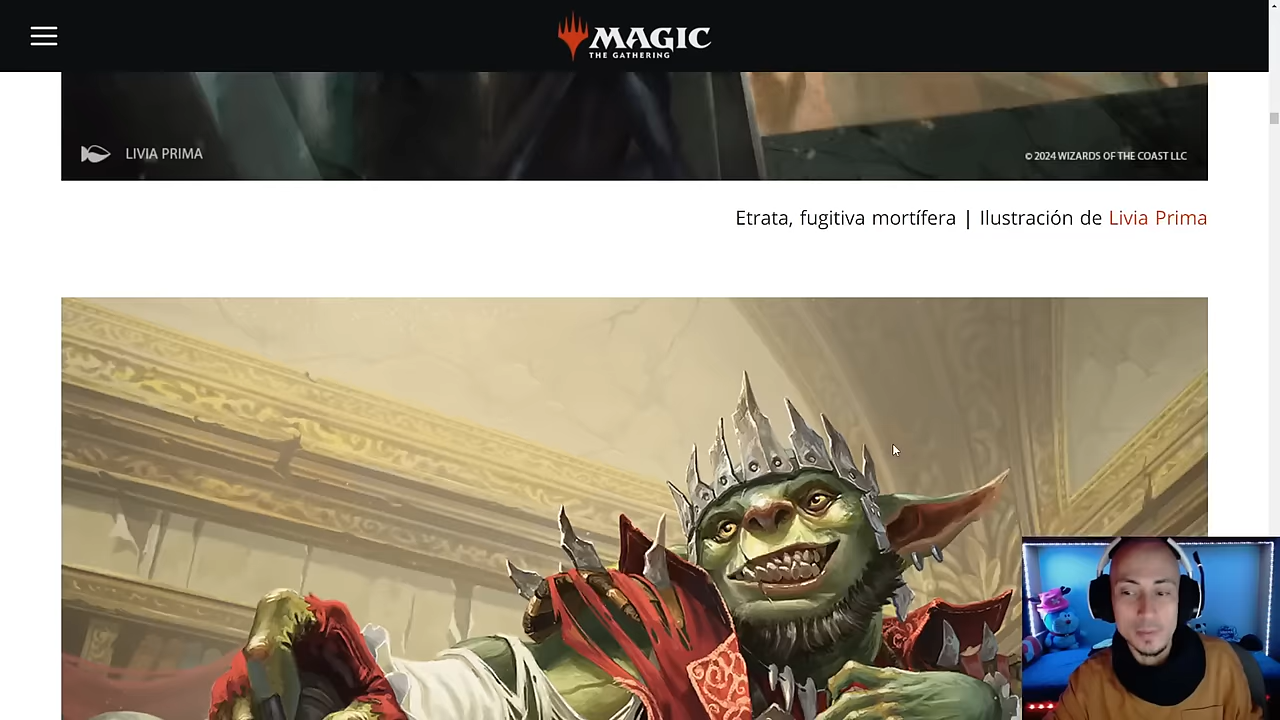 MAGIC
THE GATHERING
LIVIA PRIMA
© 2024 WIZARDS OF THE COAST LLC
Etrata, fugitiva mortífera | Ilustración de Livia Prima